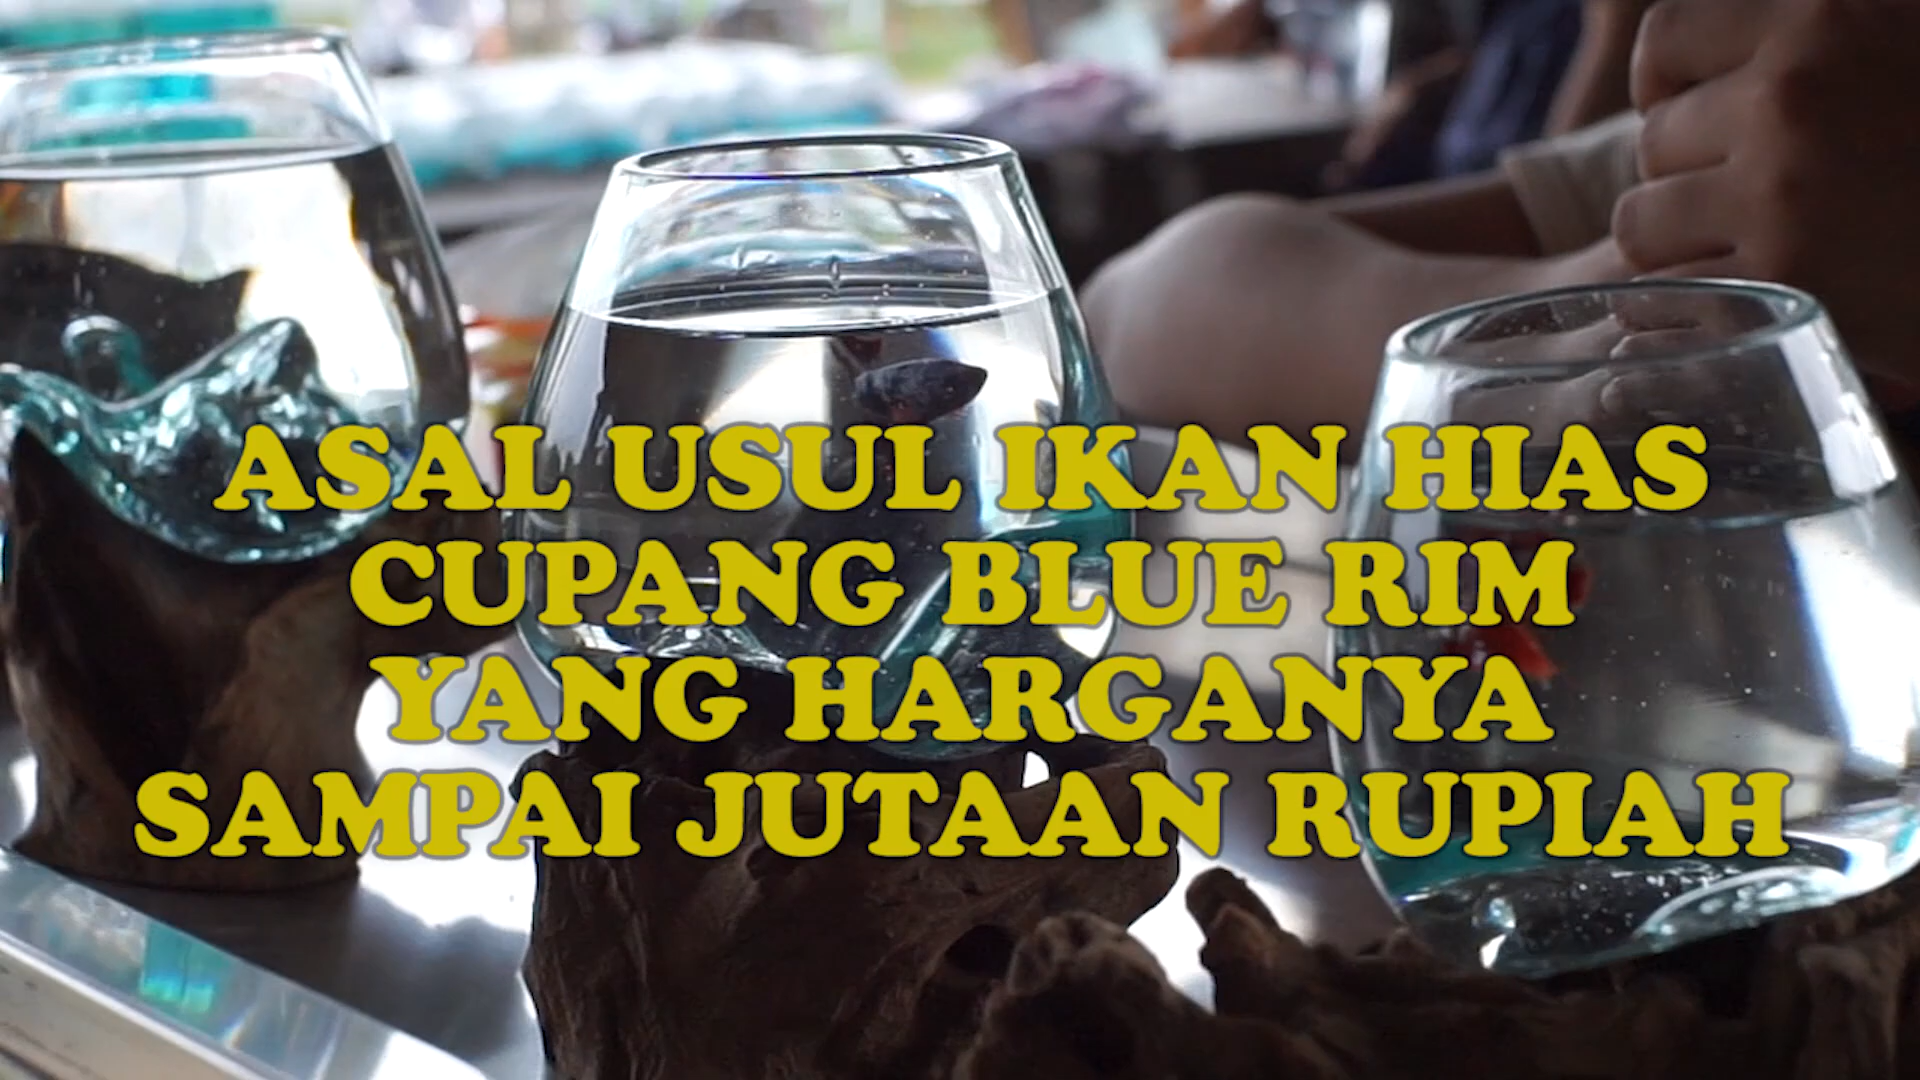 ASAL USUL IKAN HIAS
CUPANG BLUE RIM
YANG HARGANYA
SAMPAI JUTAAN RUPIAH